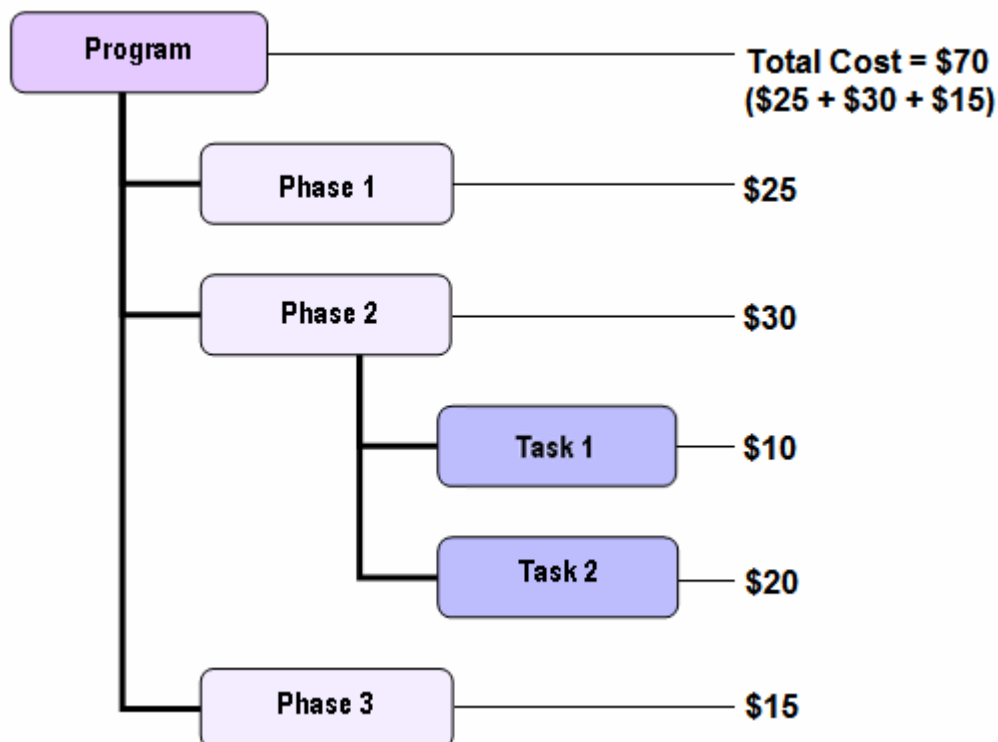 Program
Total Cost = $70
($25 + $30 + $15)
Phase 1
$25
Phase 2
$30
Task 1
$10
Task 2
$20
Phase 3
$15